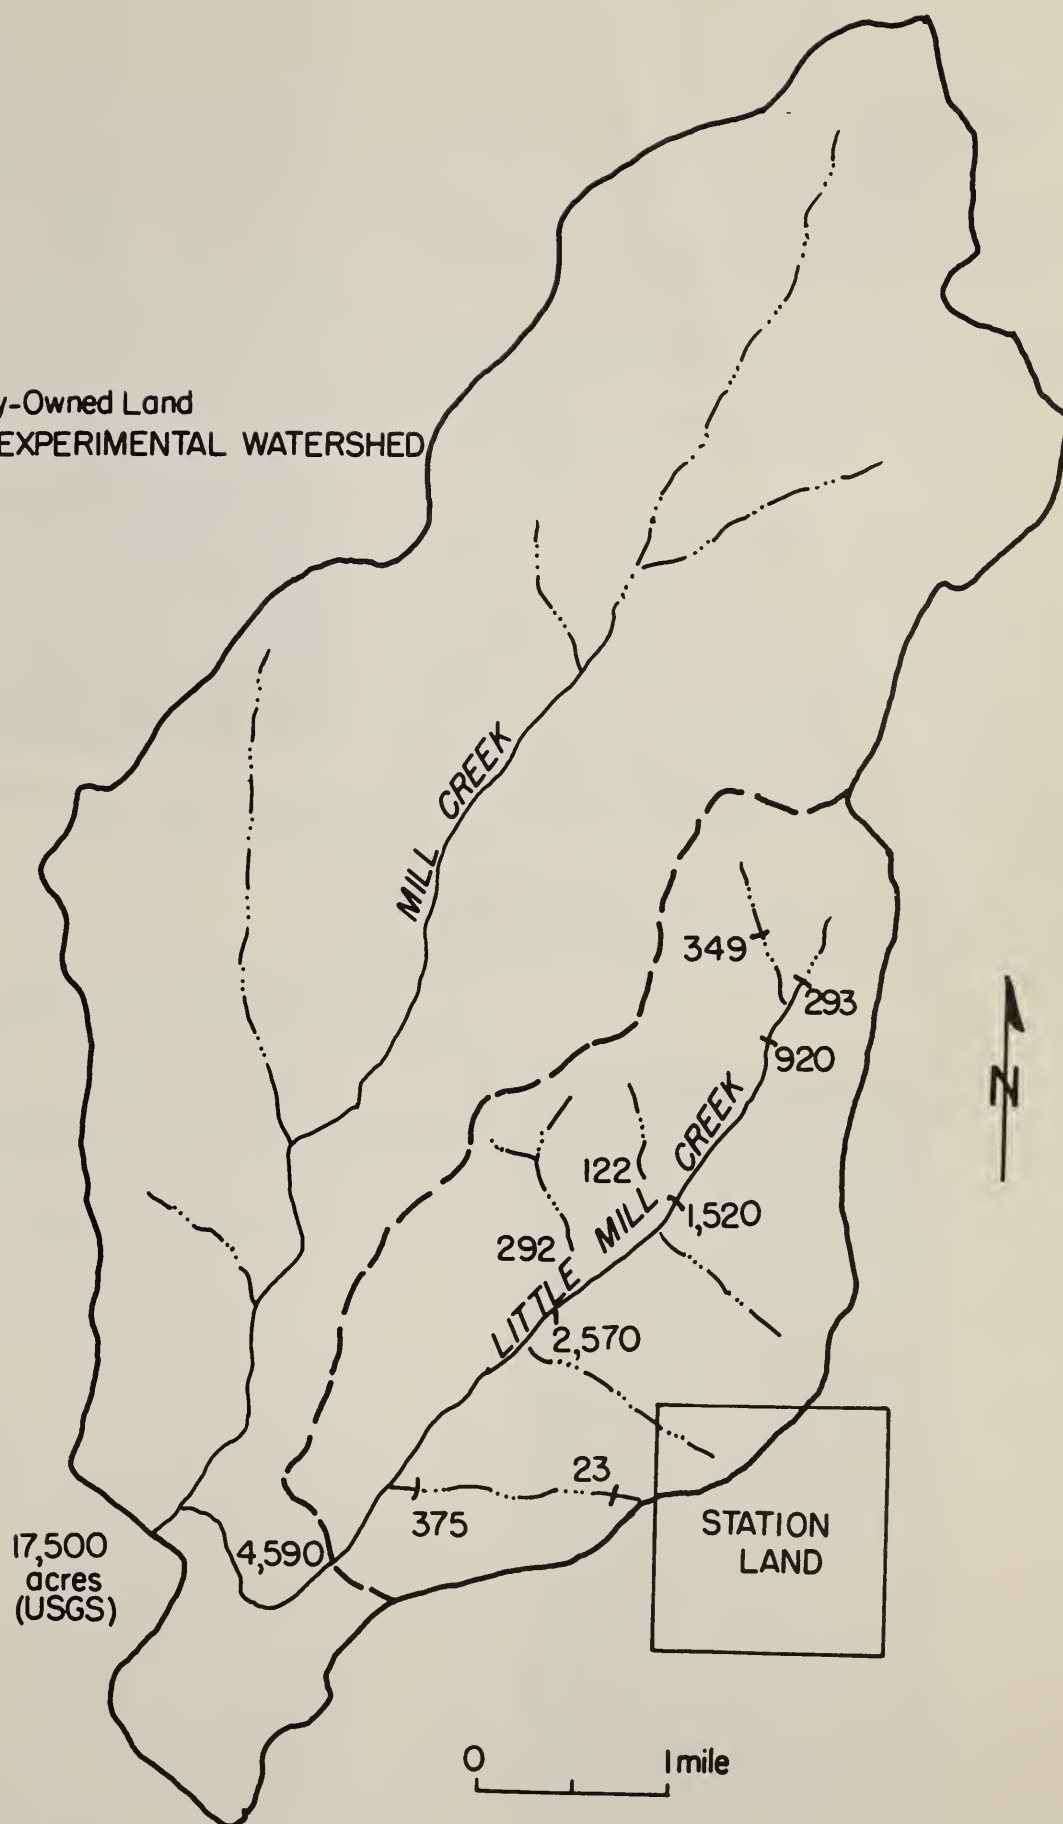 -Owned Land
EXPERIMENTAL WATERSHED
MILL CREEK
349
293
920
122
LITTLE MILL CREEK
1,520
292
2,570
23
375
STATION
LAND
4,590
17,500
acres
(USGS)
N
0 1 mile